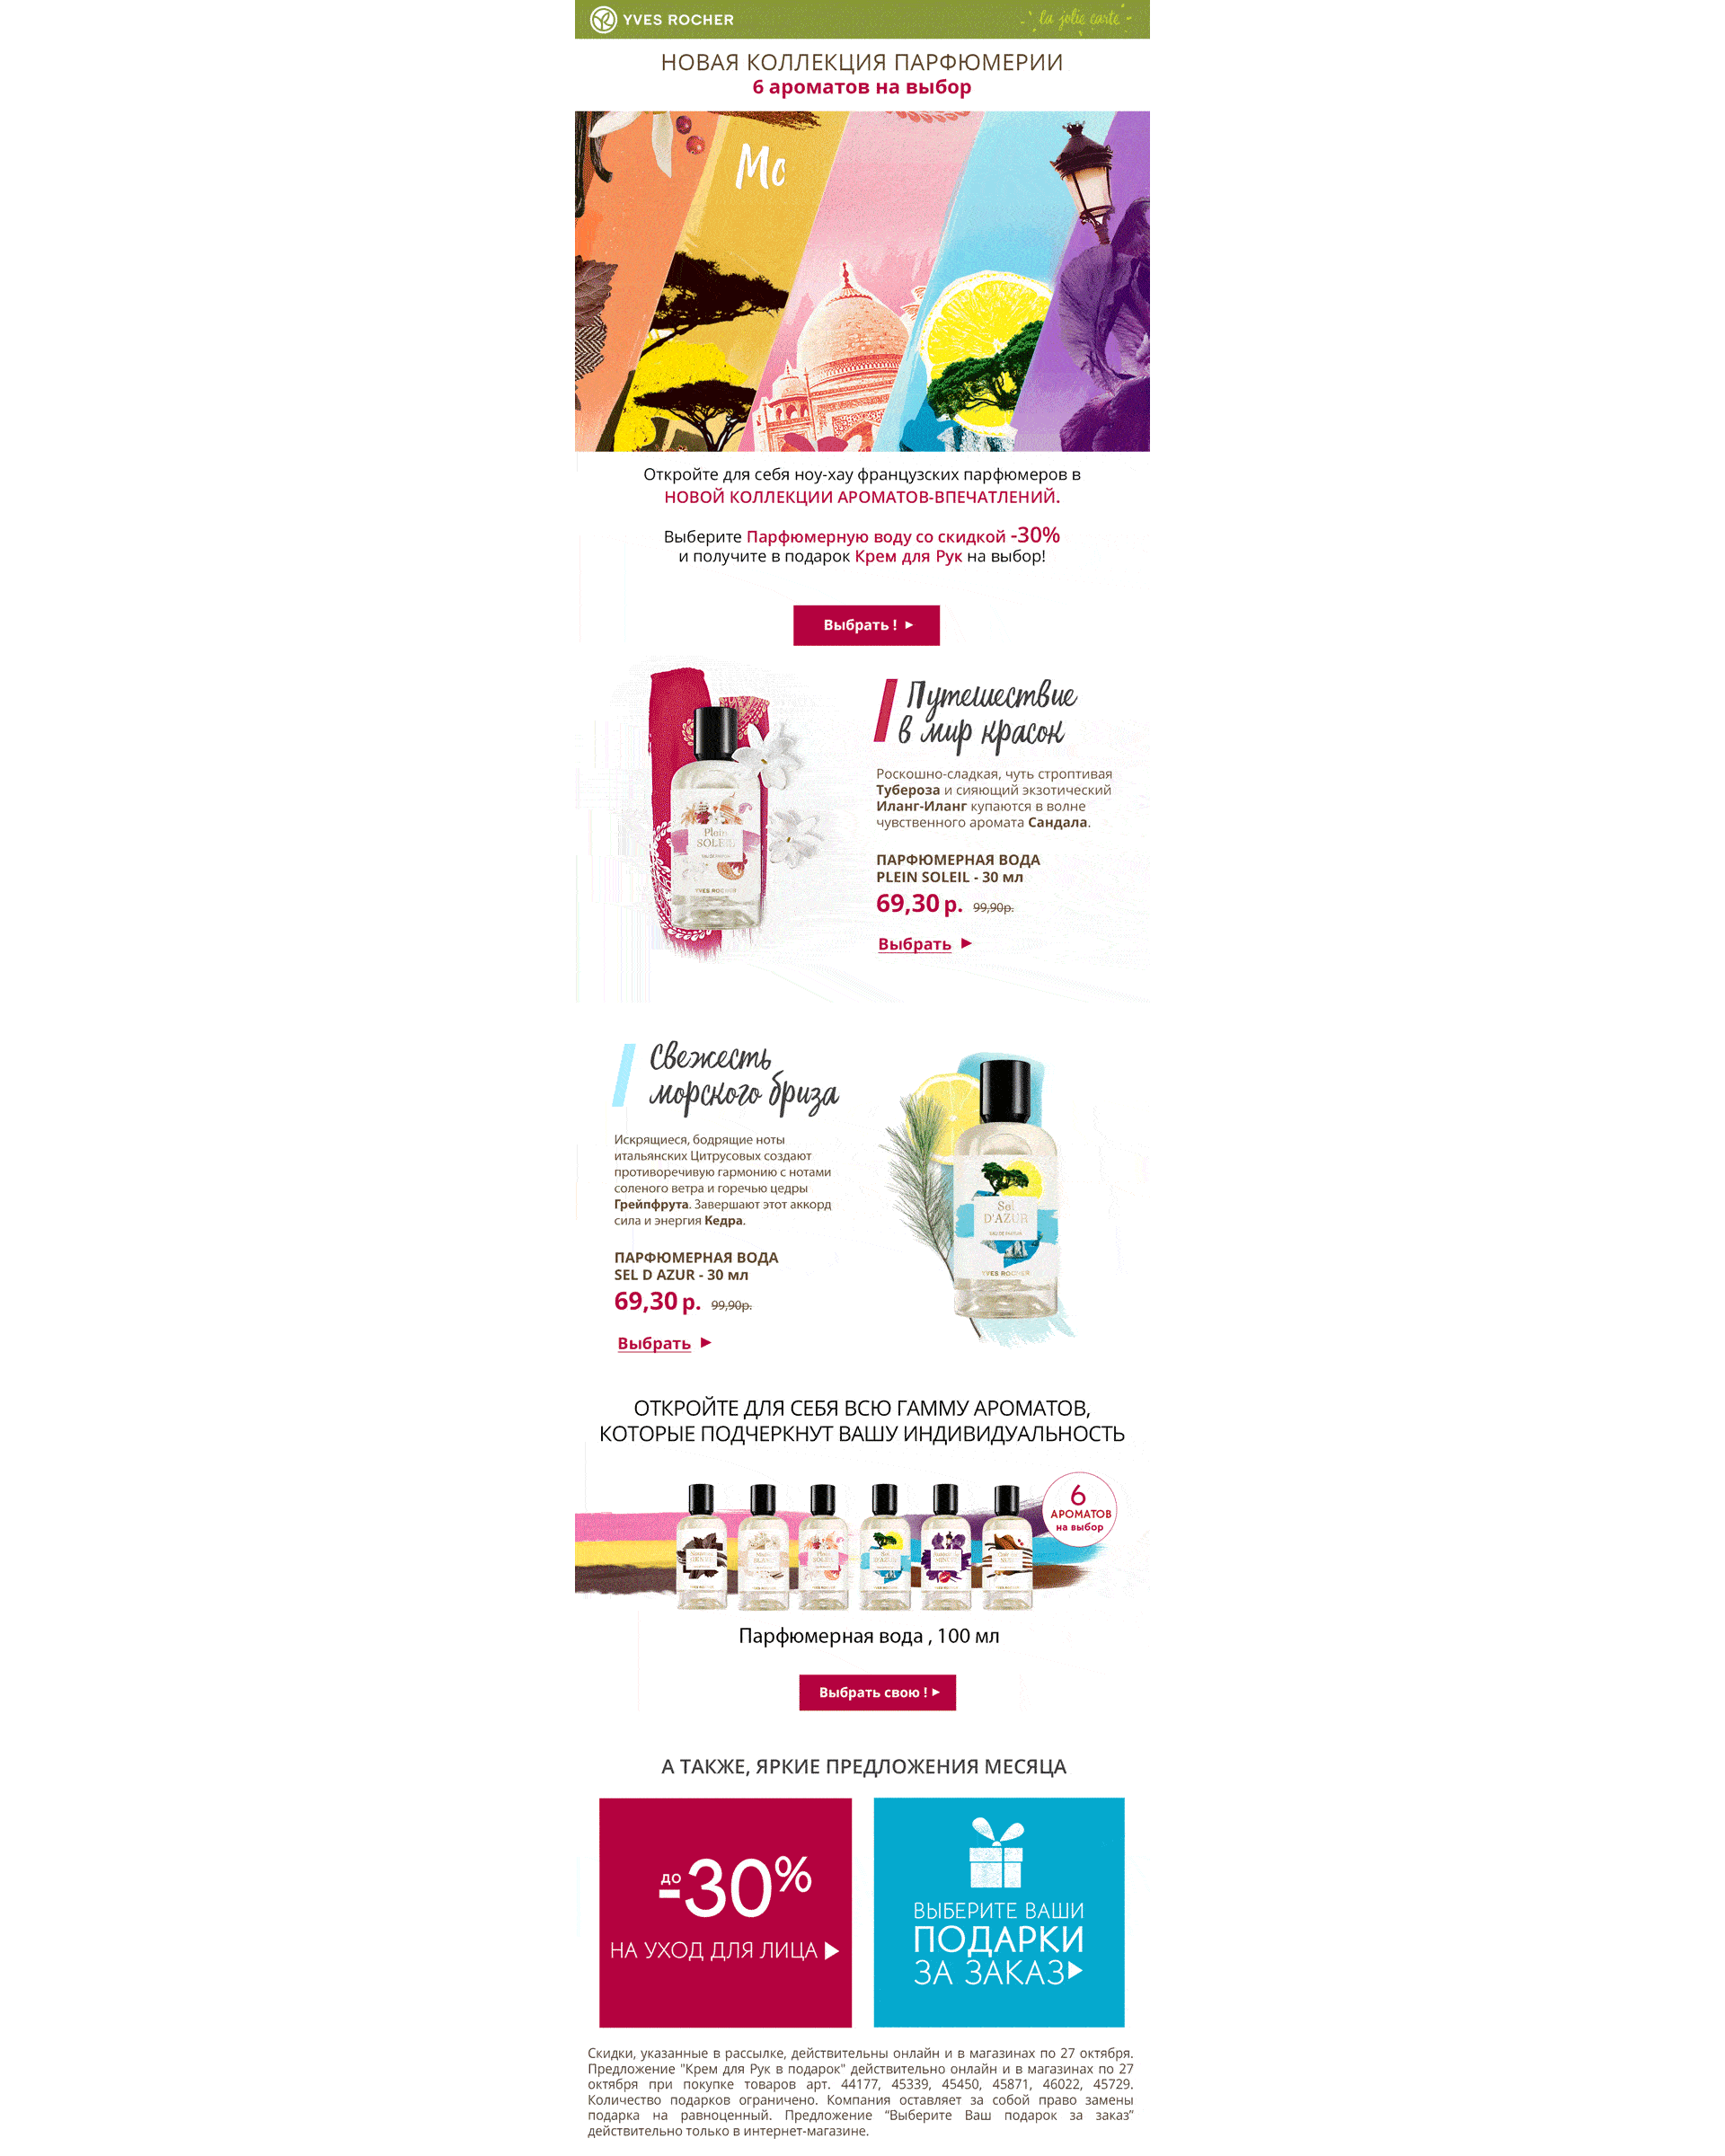 YVES ROCHER
la jolie carte
НОВАЯ КОЛЛЕКЦИЯ ПАРФЮМЕРИИ
6 ароматов на выбор
Мо
Откройте для себя ноу-хау французских парфюмеров в
НОВОЙ КОЛЛЕКЦИИ АРОМАТОВ-ВПЕЧАТЛЕНИЙ.
Выберите Парфюмерную воду со скидкой -30%
и получите в подарок Крем для Рук на выбор!
Выбрать ! ►
Путешествие
в мир красок
Роскошно-сладкая, чуть строптивая
Тубероза и сияющий экзотический
Иланг-Иланг купаются в волне
чувственного аромата Сандала.
ПАРФЮМЕРНАЯ ВОДА
PLEIN SOLEIL - 30 мл
69,30 р. 99,90р.
Выбрать ►
Plein
SOLEIL
EAU DE PARFUM
YVES ROCHER
Свежесть
морского бриза
Искрящиеся, бодрящие ноты
итальянских Цитрусовых создают
противоречивую гармонию с нотами
соленого ветра и горечью цедры
Грейпфрута. Завершают этот аккорд
сила и энергия Кедра.
ПАРФЮМЕРНАЯ ВОДА
SEL D AZUR - 30 мл
69,30 р. 99,90р.
Выбрать ►
Sel
D'AZUR
EAU DE PARFUM
YVES ROCHER
ОТКРОЙТЕ ДЛЯ СЕБЯ ВСЮ ГАММУ АРОМАТОВ,
КОТОРЫЕ ПОДЧЕРКНУТ ВАШУ ИНДИВИДУАЛЬНОСТЬ
6
АРОМАТОВ
на выбор
Парфюмерная вода , 100 мл
Выбрать свою ! ►
А ТАКЖЕ, ЯРКИЕ ПРЕДЛОЖЕНИЯ МЕСЯЦА
ДО
-30%
НА УХОД ДЛЯ ЛИЦА ►
ВЫБЕРИТЕ ВАШИ
ПОДАРКИ
ЗА ЗАКАЗ►
Скидки, указанные в рассылке, действительны онлайн и в магазинах по 27 октября.
Предложение "Крем для Рук в подарок" действительно онлайн и в магазинах по 27
октября при покупке товаров арт. 44177, 45339, 45450, 45871, 46022, 45729.
Количество подарков ограничено. Компания оставляет за собой право замены
подарка на равноценный. Предложение “Выберите Ваш подарок за заказ”
действительно только в интернет-магазине.